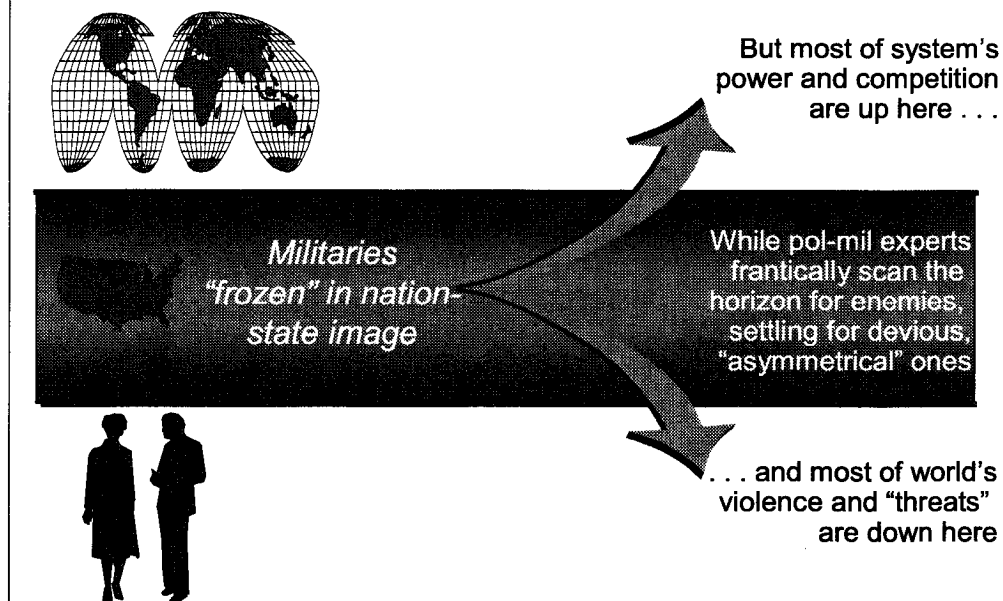 But most of system’s
power and competition
are up here . . .
Militaries
“frozen” in nation-
state image
While pol-mil experts
frantically scan the
horizon for enemies,
settling for devious,
“asymmetrical” ones
. . . and most of world’s
violence and “threats”
are down here